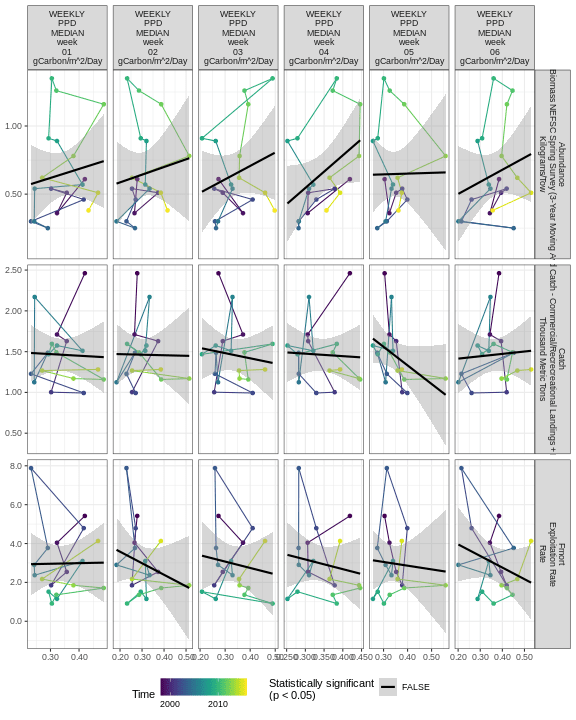 WEEKLY
PPD
MEDIAN
week
01
gCarbon/m^2/Day
WEEKLY
PPD
MEDIAN
week
02
gCarbon/m^2/Day
WEEKLY
PPD
MEDIAN
week
03
gCarbon/m^2/Day
WEEKLY
PPD
MEDIAN
week
04
gCarbon/m^2/Day
WEEKLY
PPD
MEDIAN
week
05
gCarbon/m^2/Day
WEEKLY
PPD
MEDIAN
week
06
gCarbon/m^2/Day
1.00
0.50
Abundance
Biomass NEFSC Spring Survey (3-Year Moving
Kilograms/Tow
2.50
2.00
1.50
1.00
0.50
Catch
Catch - Commercial/Recreational Landings +
Thousand Metric Tons
8.0
6.0
4.0
2.0
0.0
Fmort
Exploitation Rate
Rate
0.30 0.40
0.20 0.30 0.40 0.50
0.20 0.30 0.40
0.250 0.300 0.350 0.400 0.450
0.30 0.40 0.50
0.20 0.30 0.40 0.50
Time
2000 2010
Statistically significant
(p < 0.05)
FALSE